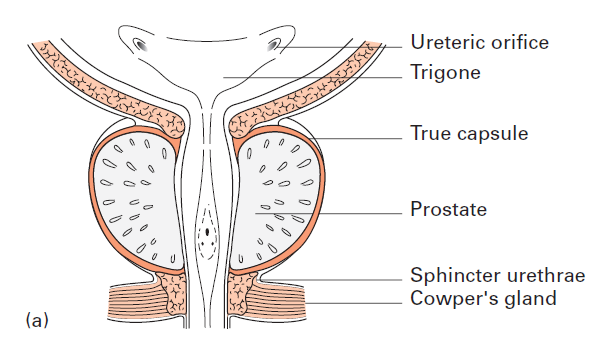 Ureteric orifice
Trigone
True capsule
Prostate
Sphincter urethrae
Cowper's gland
(a)